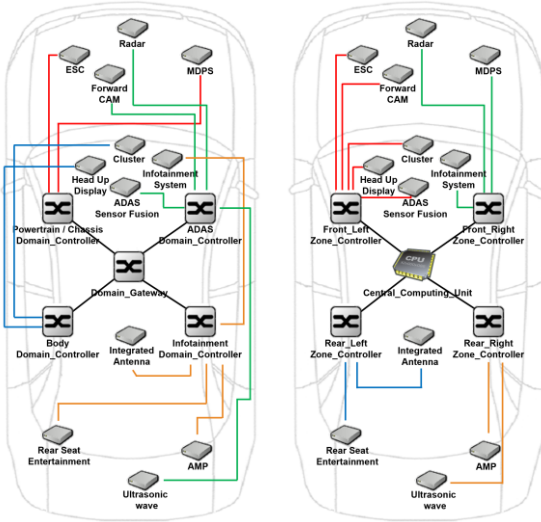 Radar
ESC
MDPS
Forward
CAM
Cluster
Infotainment
System
Head Up
Display
ADAS
Sensor Fusion
Powertrain / Chassis
Domain_Controller
ADAS
Domain_Controller
Domain_Gateway
Body
Domain_Controller
Integrated
Antenna
Infotainment
Domain_Controller
Rear Seat
Entertainment
AMP
Ultrasonic
wave
Radar
ESC
MDPS
Forward
CAM
Cluster
Infotainment
System
Head Up
Display
ADAS
Sensor Fusion
Front_Left
Zone_Controller
Front_Right
Zone_Controller
CPU
Central_Computing_Unit
Rear_Left
Zone_Controller
Integrated
Antenna
Rear_Right
Zone_Controller
Rear Seat
Entertainment
AMP
Ultrasonic
wave